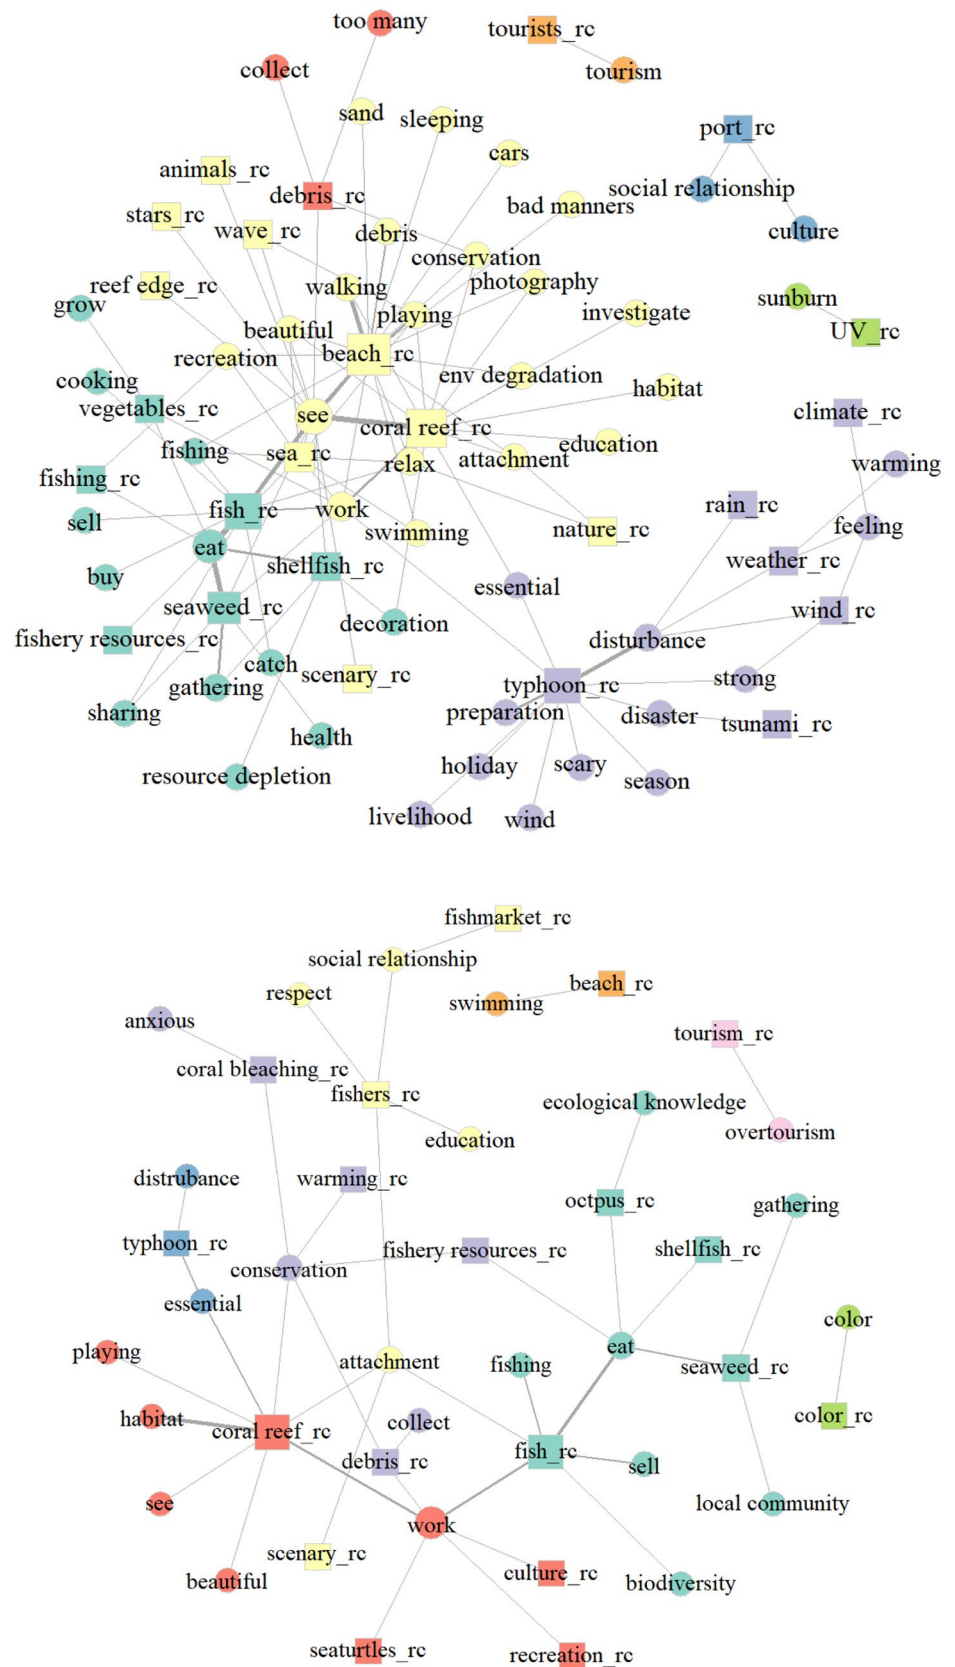 too many
tourists_rc
collect
tourism
sand
sleeping
port_rc
cars
animals_rc
debris_rc
social relationship
stars_rc
bad manners
wave_rc
debris
culture
conservation
reef edge_rc
walking
photography
grow
sunburn
playing
investigate
beautiful
UV_rc
recreation
beach_rc
cooking
env degradation
habitat
vegetables_rc
see
climate_rc
coral reef_rc
fishing
sea_rc
education
relax
attachment
warming
fishing_rc
rain_rc
fish_rc
work
sell
feeling
swimming
nature_rc
eat
weather_rc
shellfish_rc
buy
essential
seaweed_rc
wind_rc
fishery resources_rc
decoration
disturbance
catch
scenary_rc
gathering
typhoon_rc
strong
sharing
preparation
disaster
tsunami_rc
health
holiday
scary
resource depletion
season
livelihood
wind
fishmarket_rc
social relationship
beach_rc
respect
swimming
anxious
tourism_rc
coral bleaching_rc
fishers_rc
ecological knowledge
education
overtourism
distrubance
warming_rc
octpus_rc
gathering
typhoon_rc
fishery resources_rc
shellfish_rc
conservation
essential
color
playing
attachment
fishing
eat
seaweed_rc
habitat
collect
color_rc
coral reef_rc
debris_rc
fish_rc
sell
see
local community
work
scenary_rc
beautiful
culture_rc
biodiversity
seaturtles_rc
recreation_rc